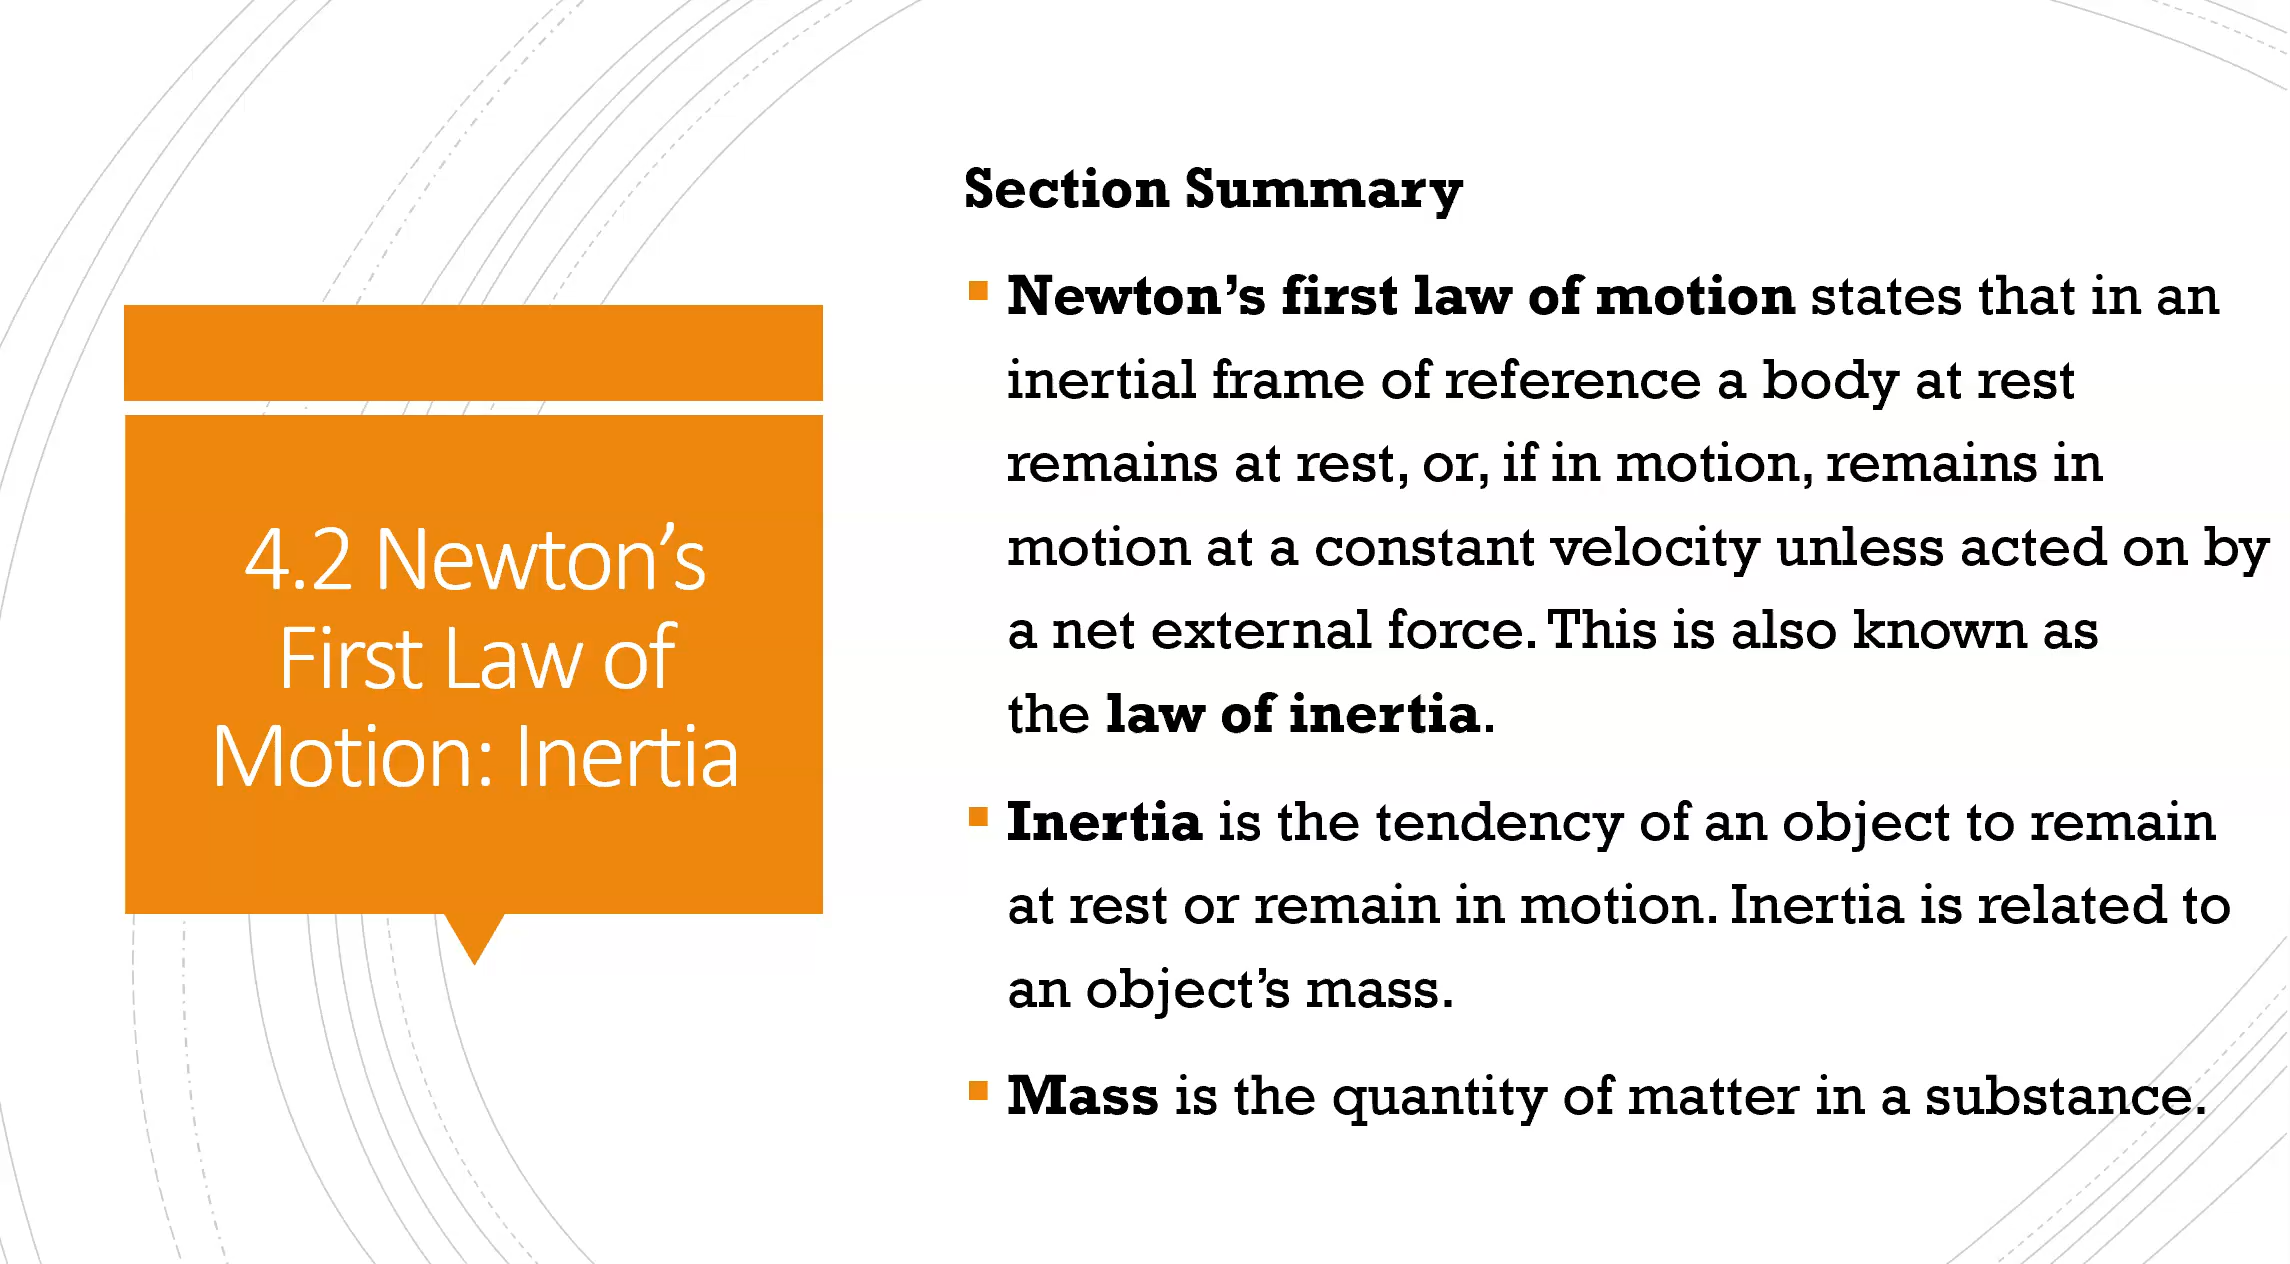 4.2 Newton’s
First Law of
Motion: Inertia
Section Summary
Newton’s first law of motion states that in an
inertial frame of reference a body at rest
remains at rest, or, if in motion, remains in
motion at a constant velocity unless acted on by
a net external force. This is also known as
the law of inertia.
Inertia is the tendency of an object to remain
at rest or remain in motion. Inertia is related to
an object’s mass.
Mass is the quantity of matter in a substance.